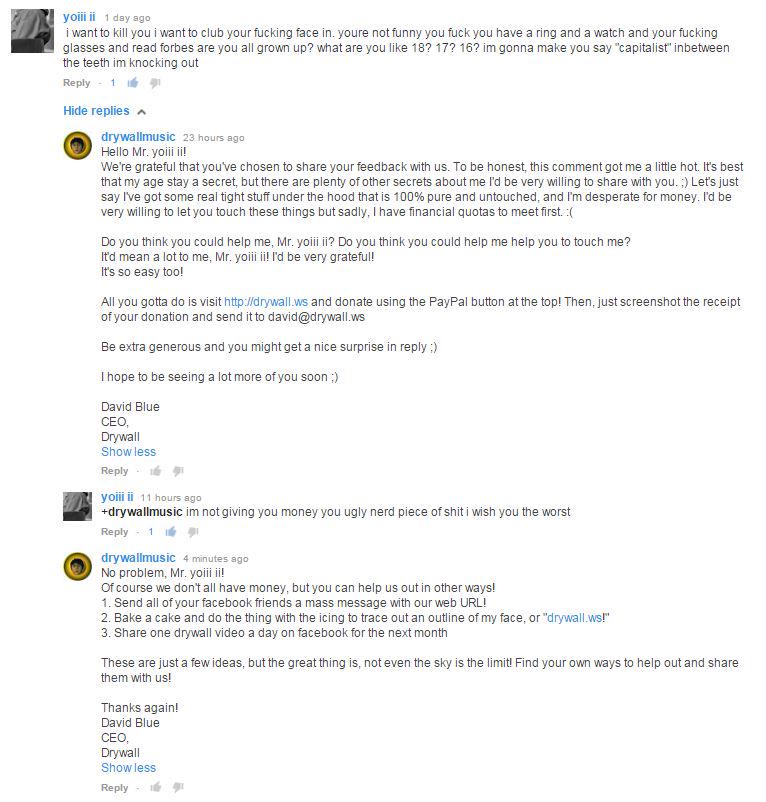 yoiii ii 1 day ago
i want to kill you i want to club your fucking face in. youre not funny you fuck you have a ring and a watch and your fucking
glasses and read forbes are you all grown up? what are you like 18? 17? 16? im gonna make you say "capitalist" inbetween
the teeth im knocking out
Reply · 1
Hide replies
drywallmusic 23 hours ago
Hello Mr. yoiii ii!
We're grateful that you've chosen to share your feedback with us. To be honest, this comment got me a little hot. It's best
that my age stay a secret, but there are plenty of other secrets about me I'd be very willing to share with you. ;) Let's just
say I've got some real tight stuff under the hood that is 100% pure and untouched, and I'm desperate for money. I'd be
very willing to let you touch these things but sadly, I have financial quotas to meet first. :(
Do you think you could help me, Mr. yoiii ii? Do you think you could help me help you to touch me?
It'd mean a lot to me, Mr. yoiii ii! I'd be very grateful!
It's so easy too!
All you gotta do is visit http://drywall.ws and donate using the PayPal button at the top! Then, just screenshot the receipt
of your donation and send it to david@drywall.ws
Be extra generous and you might get a nice surprise in reply ;)
I hope to be seeing a lot more of you soon ;)
David Blue
CEO,
Drywall
Show less
Reply ·
yoiii ii 11 hours ago
+drywallmusic im not giving you money you ugly nerd piece of shit i wish you the worst
Reply · 1
drywallmusic 4 minutes ago
No problem, Mr. yoiii ii!
Of course we don't all have money, but you can help us out in other ways!
1. Send all of your facebook friends a mass message with our web URL!
2. Bake a cake and do the thing with the icing to trace out an outline of my face, or "drywall.ws!"
3. Share one drywall video a day on facebook for the next month
These are just a few ideas, but the great thing is, not even the sky is the limit! Find your own ways to help out and share
them with us!
Thanks again!
David Blue
CEO,
Drywall
Show less
Reply ·